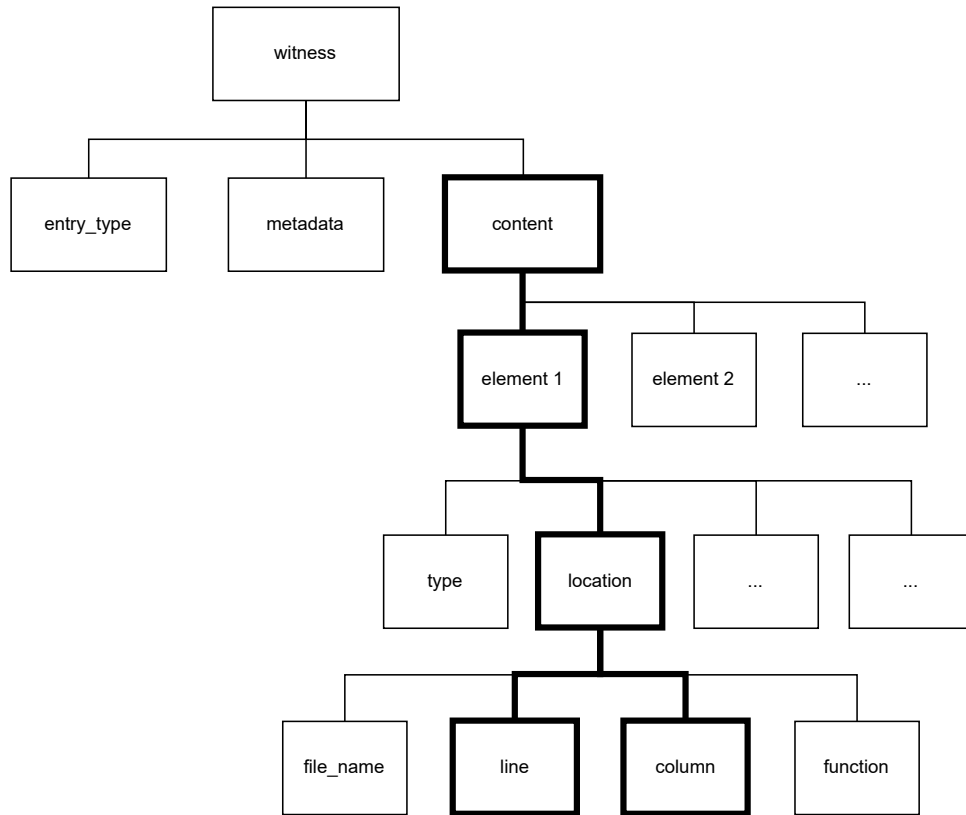 witness
entry_type
metadata
content
element 1
element 2
...
type
location
...
...
file_name
line
column
function